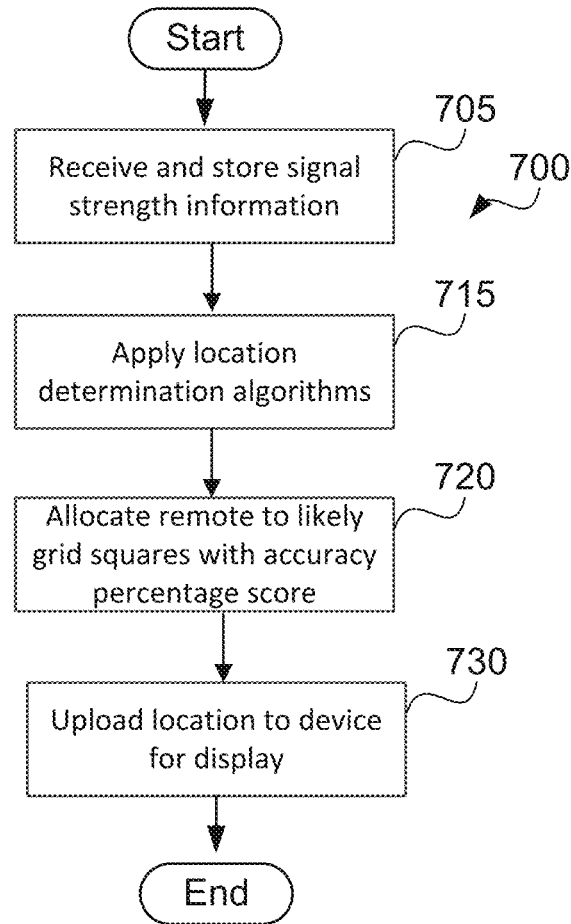 Start
705
Receive and store signal
strength information
700
715
Apply location
determination algorithms
720
Allocate remote to likely
grid squares with accuracy
percentage score
730
Upload location to device
for display
End